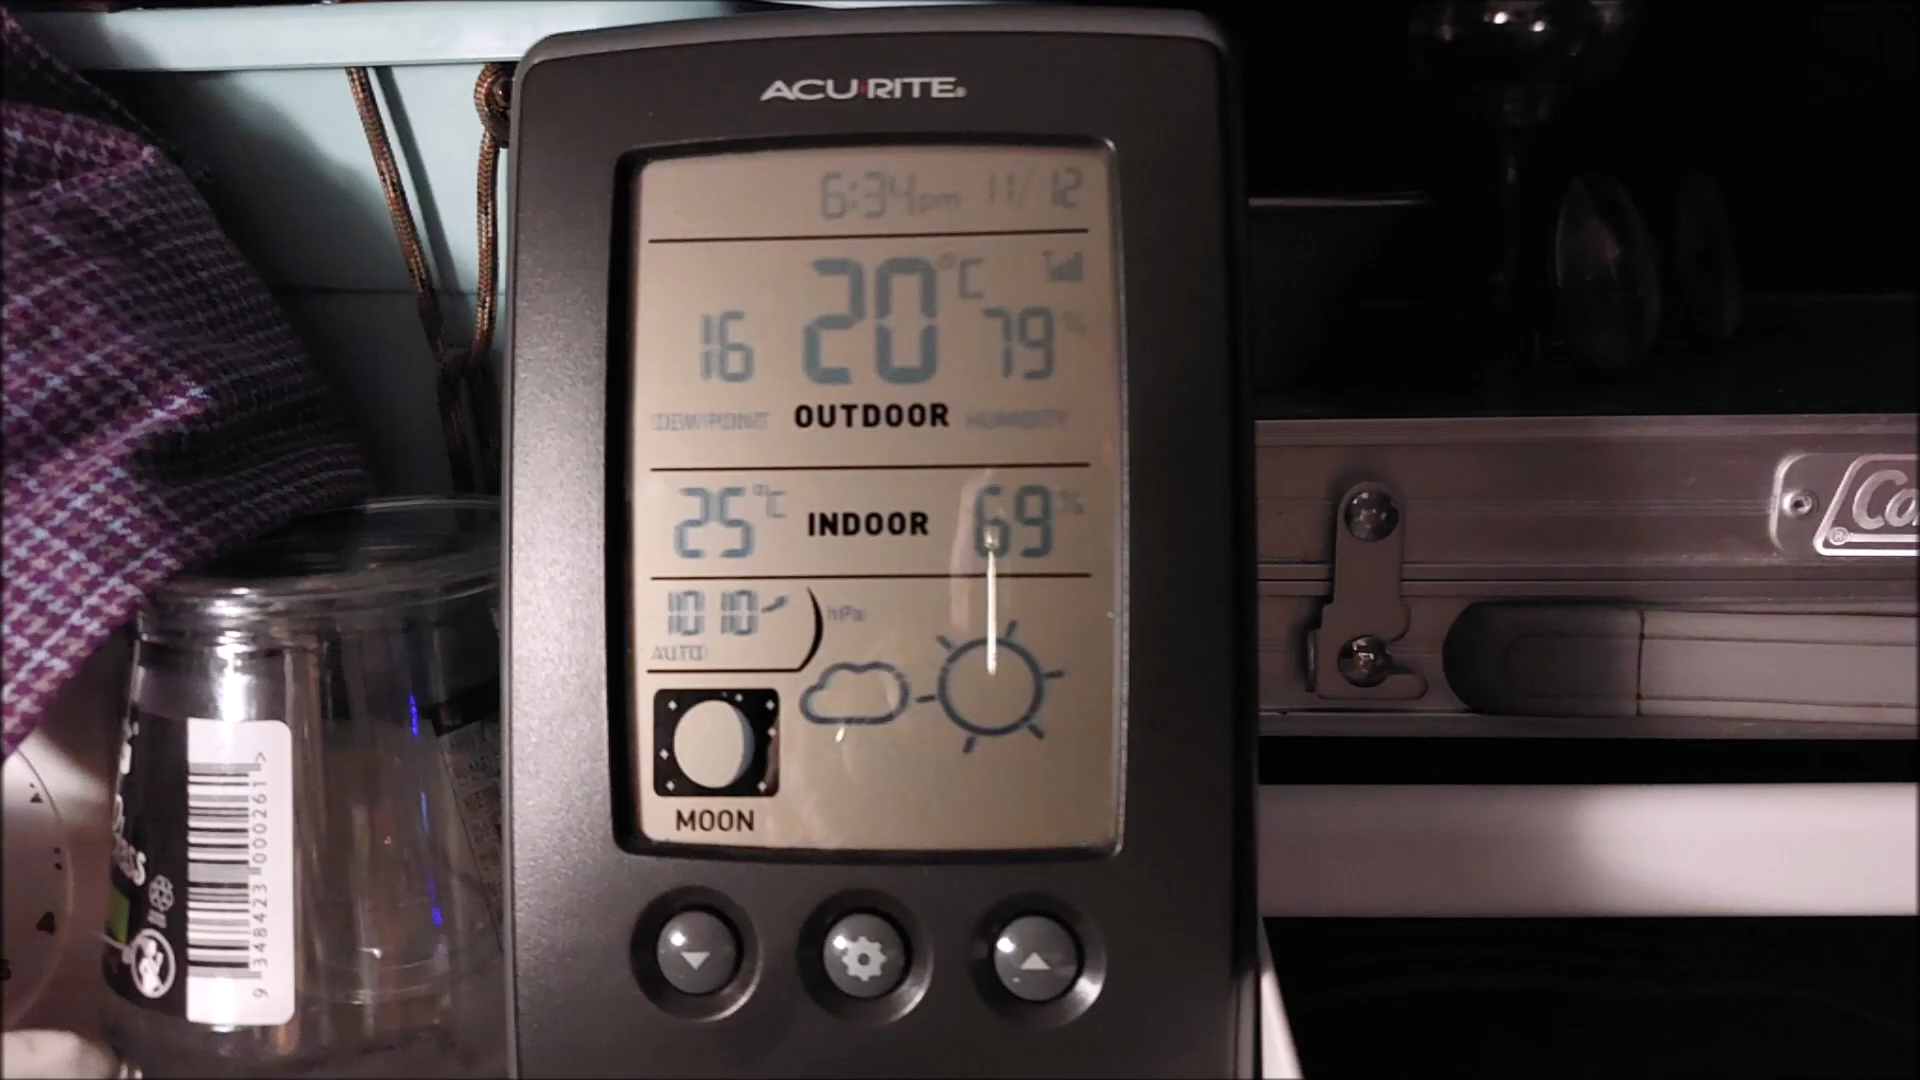 ACURITE®
6:34pm 11/12
20°C
16 79%
DEWPOINT OUTDOOR HUMIDITY
25°C INDOOR 69%
1010 hPa
AUTO
MOON
Co
®
9 348423 000261 >